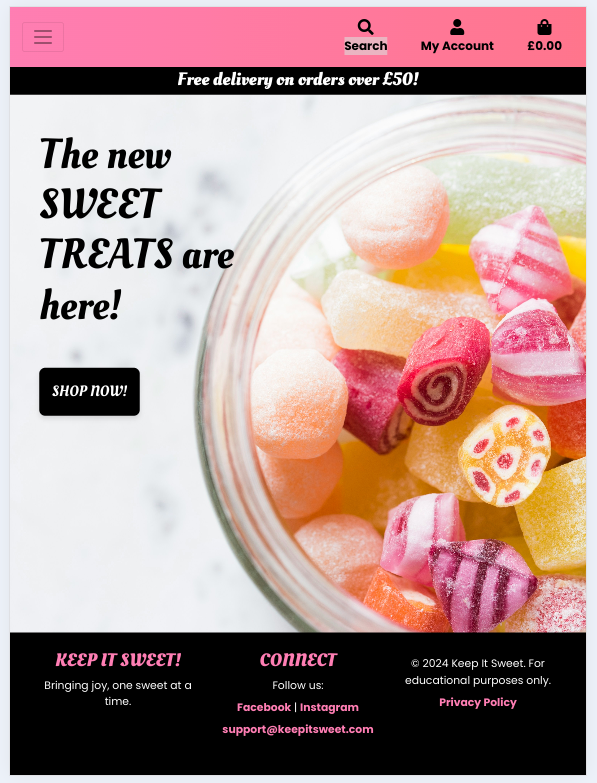 Search
My Account
£0.00
Free delivery on orders over £50!
The new
SWEET
TREATS are
here!
SHOP NOW!
KEEP IT SWEET!
Bringing joy, one sweet at a
time.
CONNECT
Follow us:
Facebook | Instagram
support@keepitsweet.com
© 2024 Keep It Sweet. For
educational purposes only.
Privacy Policy